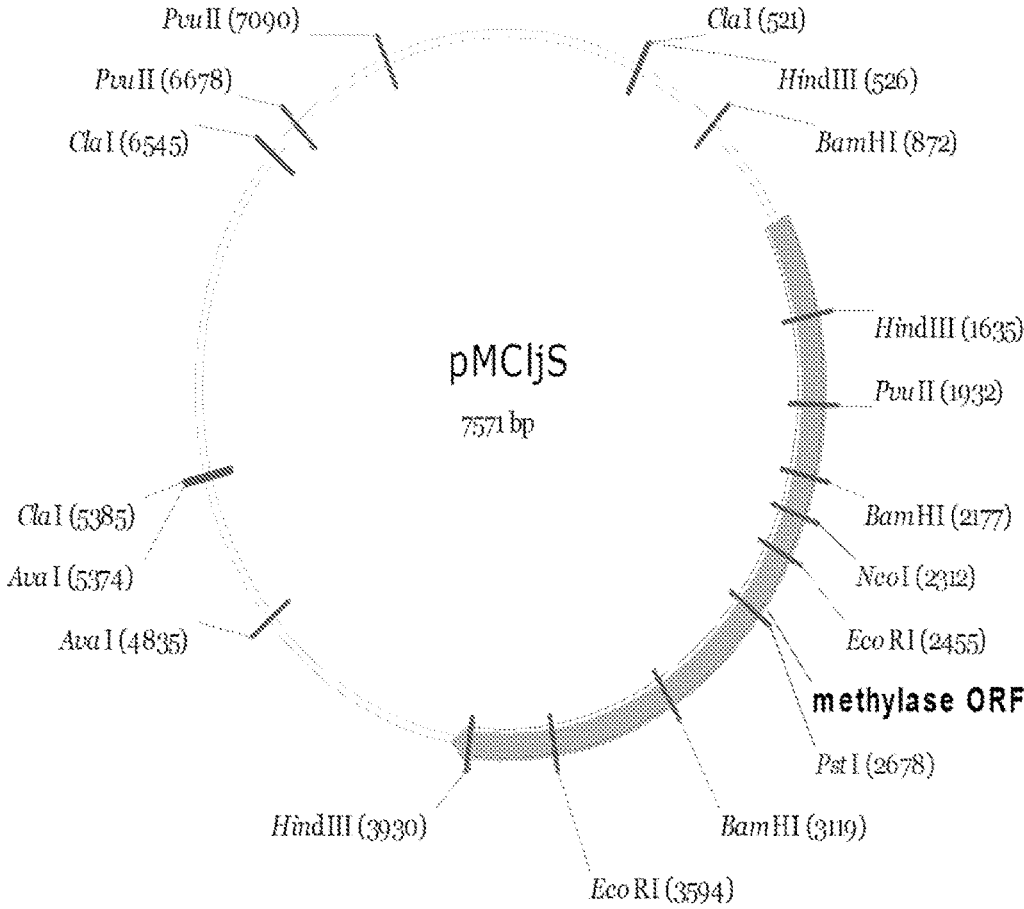 PvuII (7090)
ClaI (521)
PvuII (6678)
HindIII (526)
ClaI (6545)
BamHI (872)
HindIII (1635)
pMCljS
PvuII (1932)
7571 bp
ClaI (5385)
BamHI (2177)
AvaI (5374)
NcoI (2312)
AvaI (4835)
EcoRI (2455)
methylase ORF
PstI (2678)
HindIII (3930)
BamHI (3119)
EcoRI (3594)